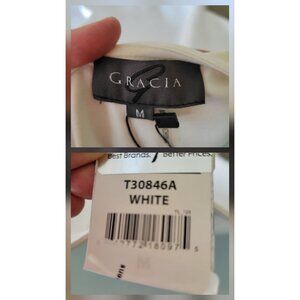 GRACIA
M
Best Brands. Better Prices.
T30846A
WHITE
M